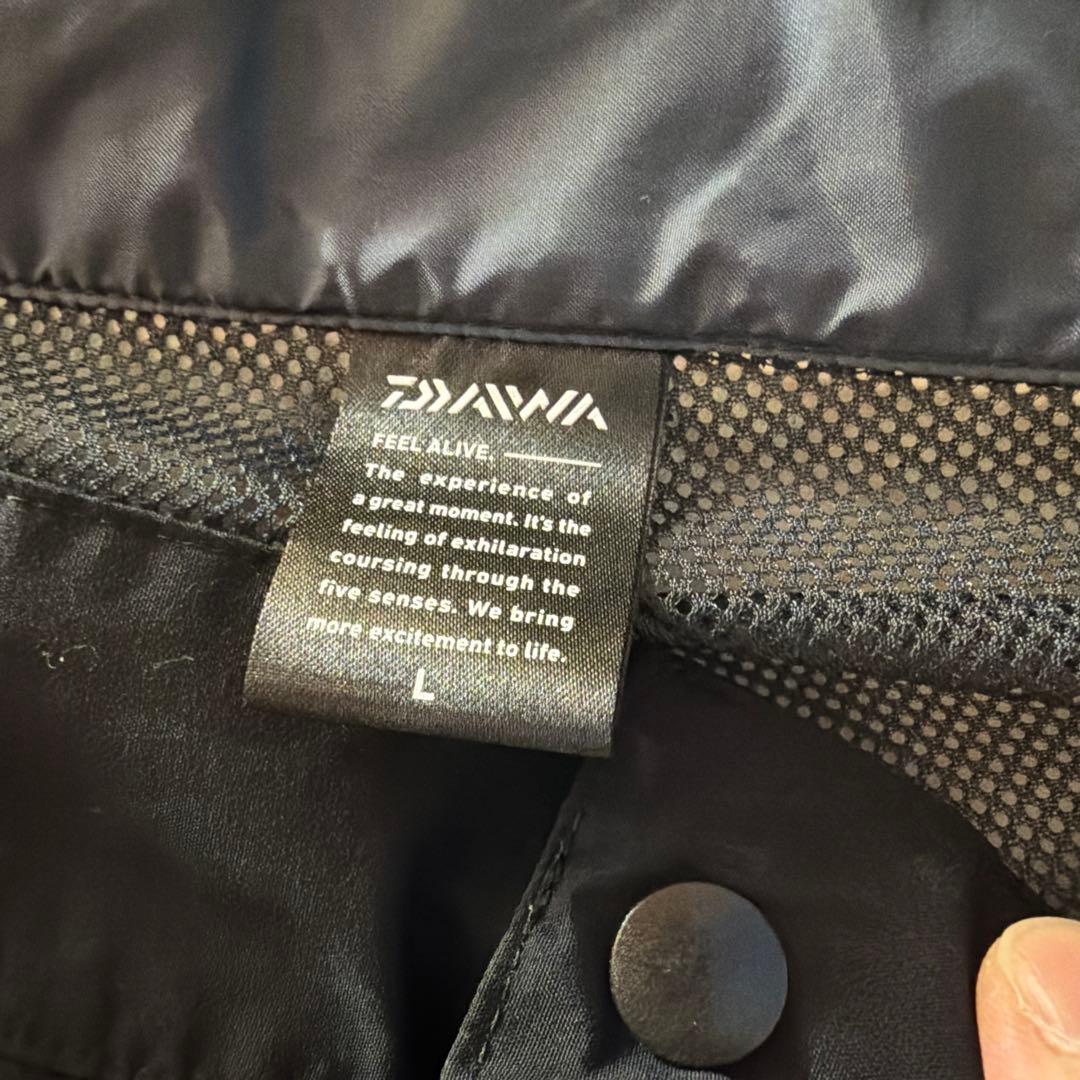 DAIWA
FEEL ALIVE.
The experience of
a great moment. It's the
feeling of exhilaration
coursing through the
five senses. We bring
more excitement to life.
L